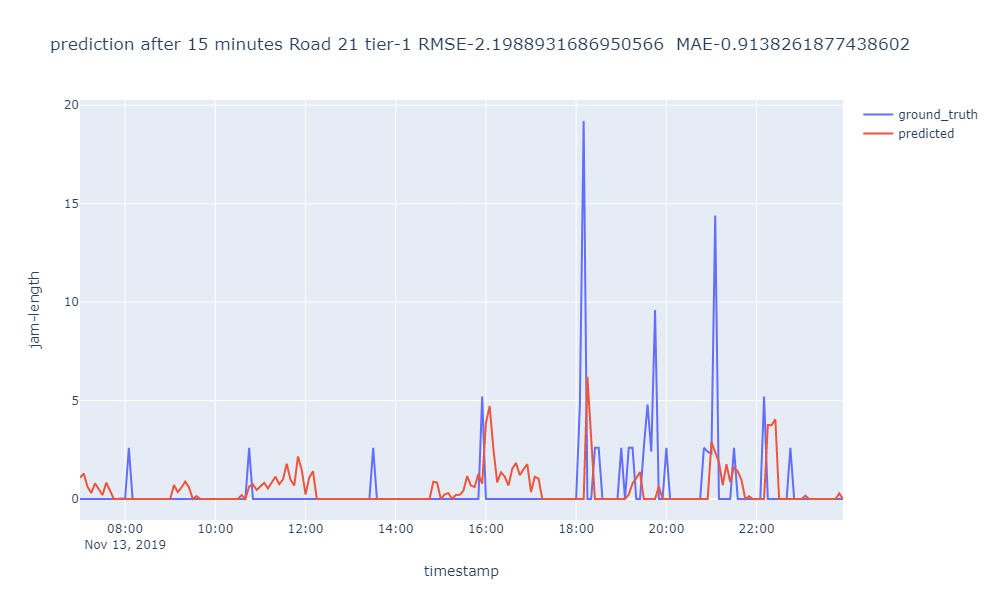 prediction after 15 minutes Road 21 tier-1 RMSE-2.1988931686950566  MAE-0.9138261877438602
ground_truth
predicted
20
15
10
5
0
jam-length
08:00 10:00 12:00 14:00 16:00 18:00 20:00 22:00
Nov 13, 2019
timestamp